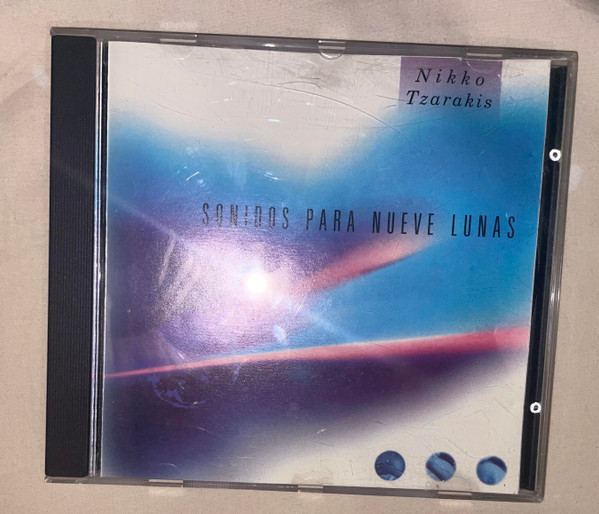 Nikko
Tzarakis
SONIDOS PARA NUEVE LUNAS